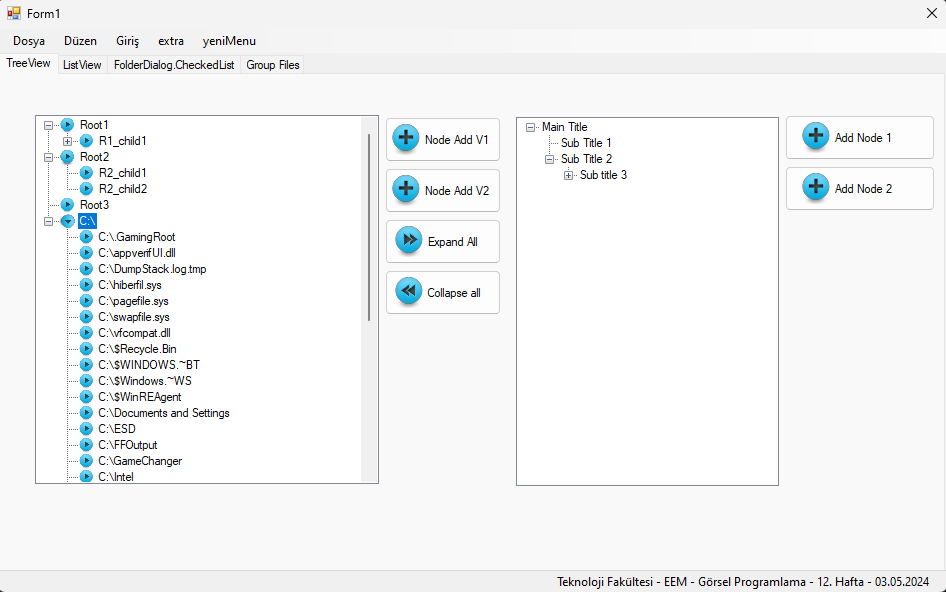 Form1
Dosya Düzen Giriş extra yeniMenu
TreeView ListView FolderDialog.CheckedList Group Files
Root1
R1_child1
Root2
R2_child1
R2_child2
Root3
C:\
C:\.GamingRoot
C:\appverifUI.dll
C:\DumpStack.log.tmp
C:\hiberfil.sys
C:\pagefile.sys
C:\swapfile.sys
C:\vfcompat.dll
C:\$Recycle.Bin
C:\$WINDOWS.~BT
C:\$Windows.~WS
C:\$WinREAgent
C:\Documents and Settings
C:\ESD
C:\FFOutput
C:\GameChanger
C:\Intel
Node Add V1
Node Add V2
Expand All
Collapse all
Main Title
Sub Title 1
Sub Title 2
Sub title 3
Add Node 1
Add Node 2
Teknoloji Fakültesi - EEM - Görsel Programlama - 12. Hafta - 03.05.2024